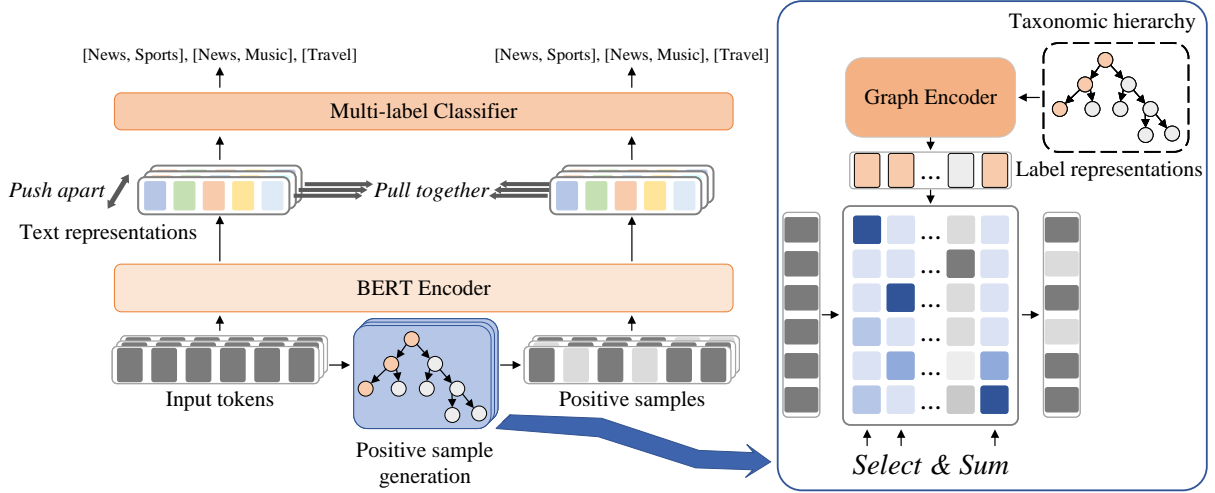 [News, Sports], [News, Music], [Travel]
[News, Sports], [News, Music], [Travel]
Multi-label Classifier
Push apart
Pull together
Text representations
BERT Encoder
Input tokens
Positive samples
Positive sample
generation
Taxonomic hierarchy
Graph Encoder
Label representations
...
...
...
...
...
...
...
Select & Sum